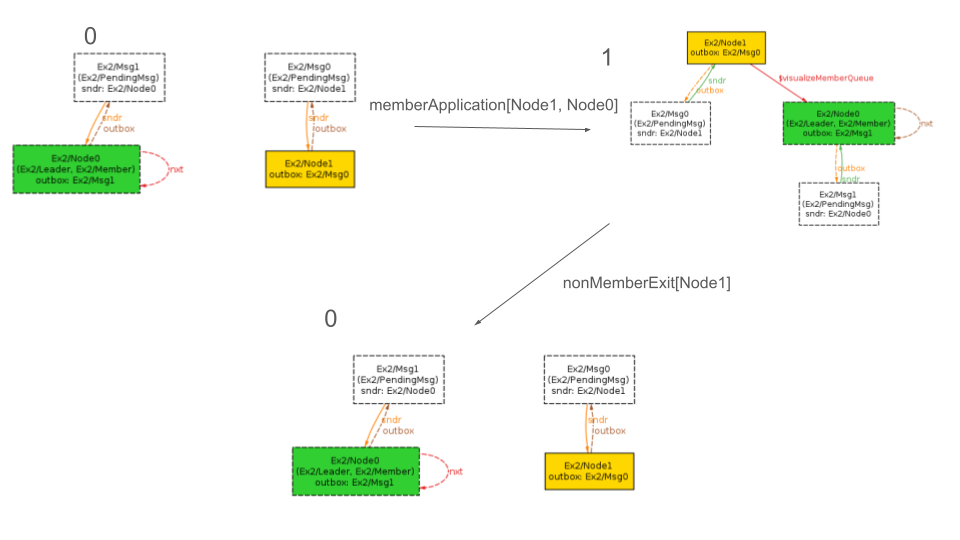 0
Ex2/Msg1
(Ex2/PendingMsg)
sndr: Ex2/Node0
sndr
outbox
Ex2/Node0
(Ex2/Leader, Ex2/Member)
outbox: Ex2/Msg1
nxt
Ex2/Msg0
(Ex2/PendingMsg)
sndr: Ex2/Node1
sndr
outbox
Ex2/Node1
outbox: Ex2/Msg0
memberApplication[Node1, Node0]
1
Ex2/Node1
outbox: Ex2/Msg0
sndr
outbox
$visualizeMemberQueue
Ex2/Msg0
(Ex2/PendingMsg)
sndr: Ex2/Node1
Ex2/Node0
(Ex2/Leader, Ex2/Member)
outbox: Ex2/Msg1
nxt
outbox
sndr
Ex2/Msg1
(Ex2/PendingMsg)
sndr: Ex2/Node0
nonMemberExit[Node1]
0
Ex2/Msg1
(Ex2/PendingMsg)
sndr: Ex2/Node0
sndr
outbox
Ex2/Node0
(Ex2/Leader, Ex2/Member)
outbox: Ex2/Msg1
nxt
Ex2/Msg0
(Ex2/PendingMsg)
sndr: Ex2/Node1
sndr
outbox
Ex2/Node1
outbox: Ex2/Msg0